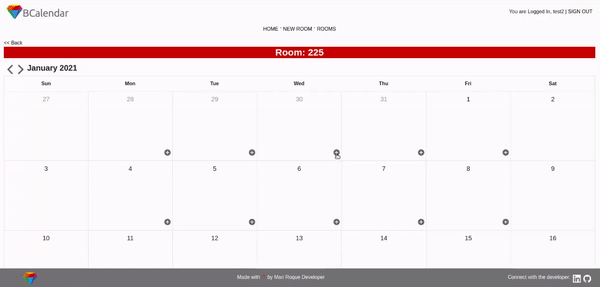 BCalendar
You are Logged In, test2 | SIGN OUT
HOME * NEW ROOM * ROOMS
<< Back
Room: 225
January 2021
Sun Mon Tue Wed Thu Fri Sat
27 28 29 30 31 1 2
3 4 5 6 7 8 9
10 11 12 13 14 15 16
Made with by Mari Roque Developer
Connect with the developer: